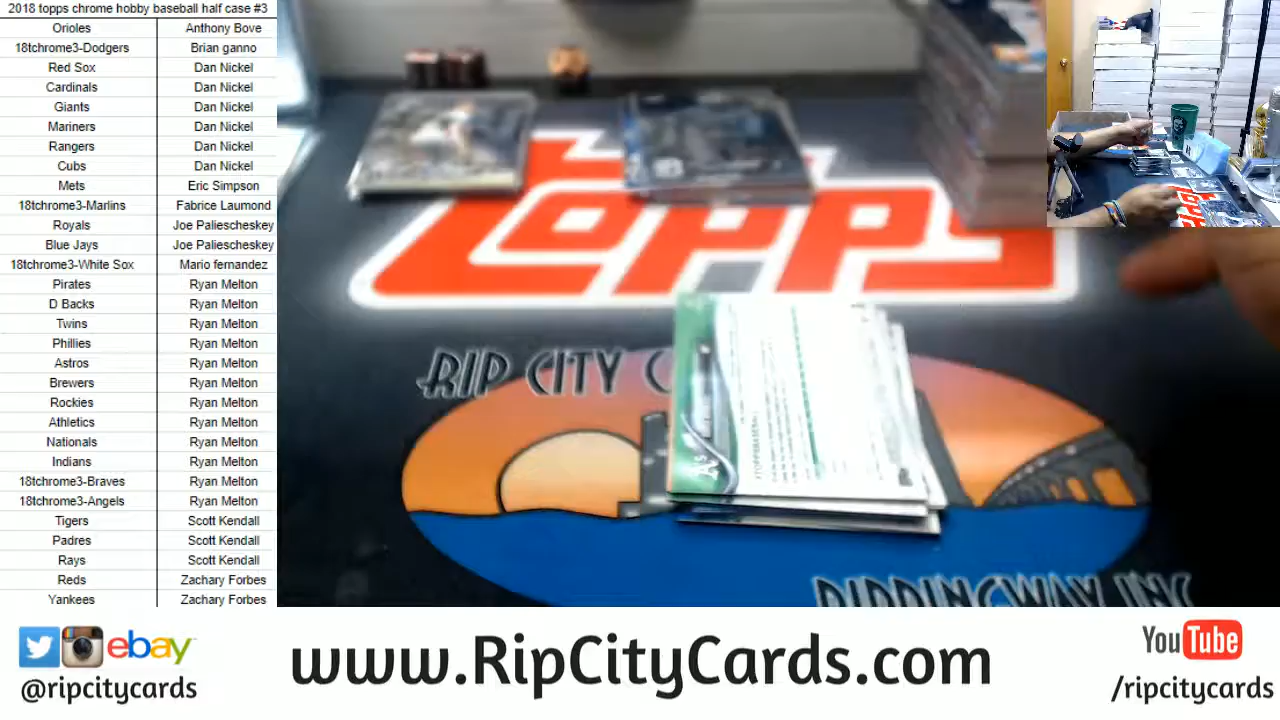 2018 topps chrome hobby baseball half case #3
Orioles Anthony Bove
18tchrome3-Dodgers Brian ganno
Red Sox Dan Nickel
Cardinals Dan Nickel
Giants Dan Nickel
Mariners Dan Nickel
Rangers Dan Nickel
Cubs Dan Nickel
Mets Eric Simpson
18tchrome3-Marlins Fabrice Laumond
Royals Joe Paliescheskey
Blue Jays Joe Paliescheskey
18tchrome3-White Sox Mario fernandez
Pirates Ryan Melton
D Backs Ryan Melton
Twins Ryan Melton
Phillies Ryan Melton
Astros Ryan Melton
Brewers Ryan Melton
Rockies Ryan Melton
Athletics Ryan Melton
Nationals Ryan Melton
Indians Ryan Melton
18tchrome3-Braves Ryan Melton
18tchrome3-Angels Ryan Melton
Tigers Scott Kendall
Padres Scott Kendall
Rays Scott Kendall
Reds Zachary Forbes
Yankees Zachary Forbes
Topps
RIP CITY C
A's
RIPPINGWAY INC
ebay
@ripcitycards
www.RipCityCards.com
YouTube
/ripcitycards